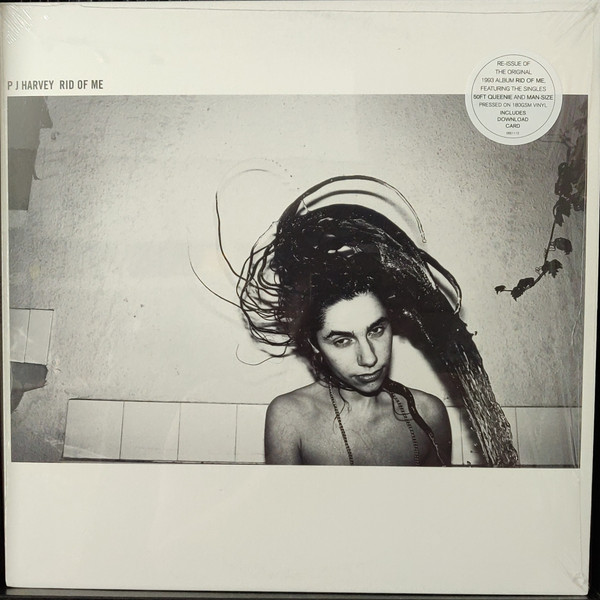 P J HARVEY RID OF ME
RE-ISSUE OF
THE ORIGINAL
1993 ALBUM RID OF ME,
FEATURING THE SINGLES
50FT QUEENIE AND MAN-SIZE
PRESSED ON 180GSM VINYL
INCLUDES
DOWNLOAD
CARD